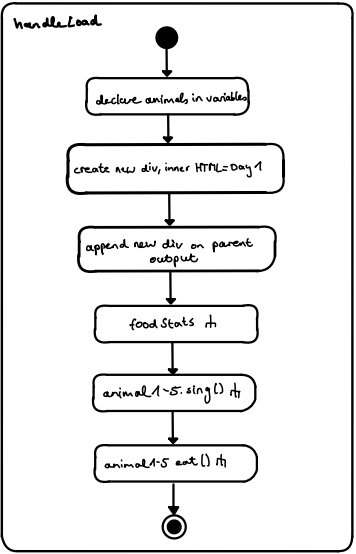 handleLoad
declare animals in variables
create new div, inner HTML=Day 1
append new div on parent
output
foodStats
animal1-5.sing()
animal1-5 eat()